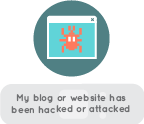 My blog or website has
been hacked or attacked